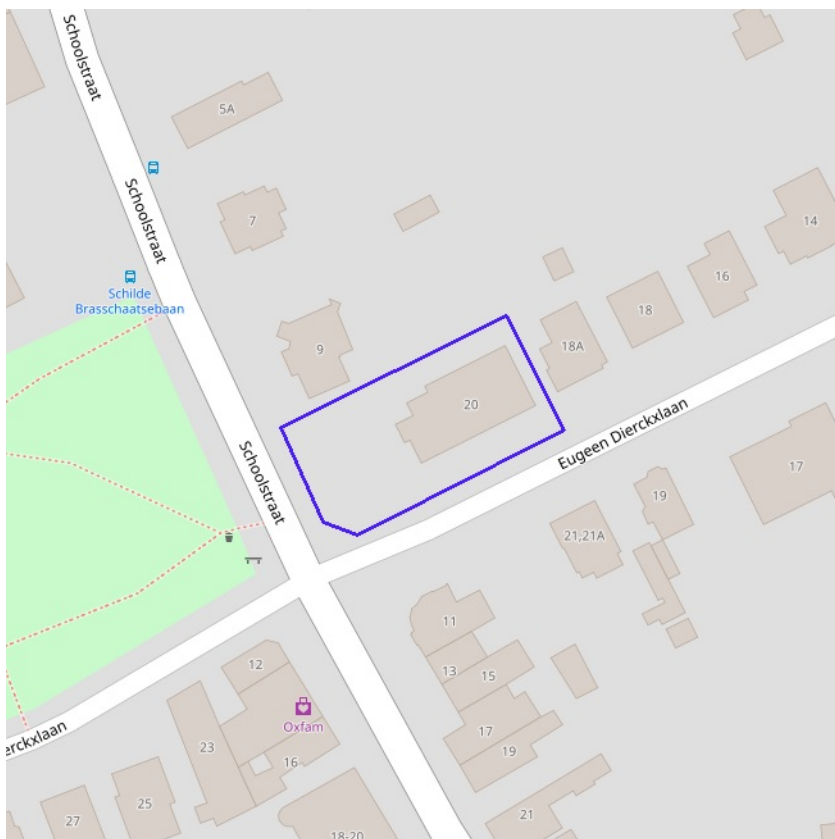 Schoolstraat
5A
Schoolstraat
7
14
16
Schilde
Brasschaatsebaan
18
9
18A
20
Eugeen Dierckxlaan
Schoolstraat
17
19
21,21A
11
12
13
15
Oxfam
17
23
erckxlaan
19
16
25
27
21
18-20